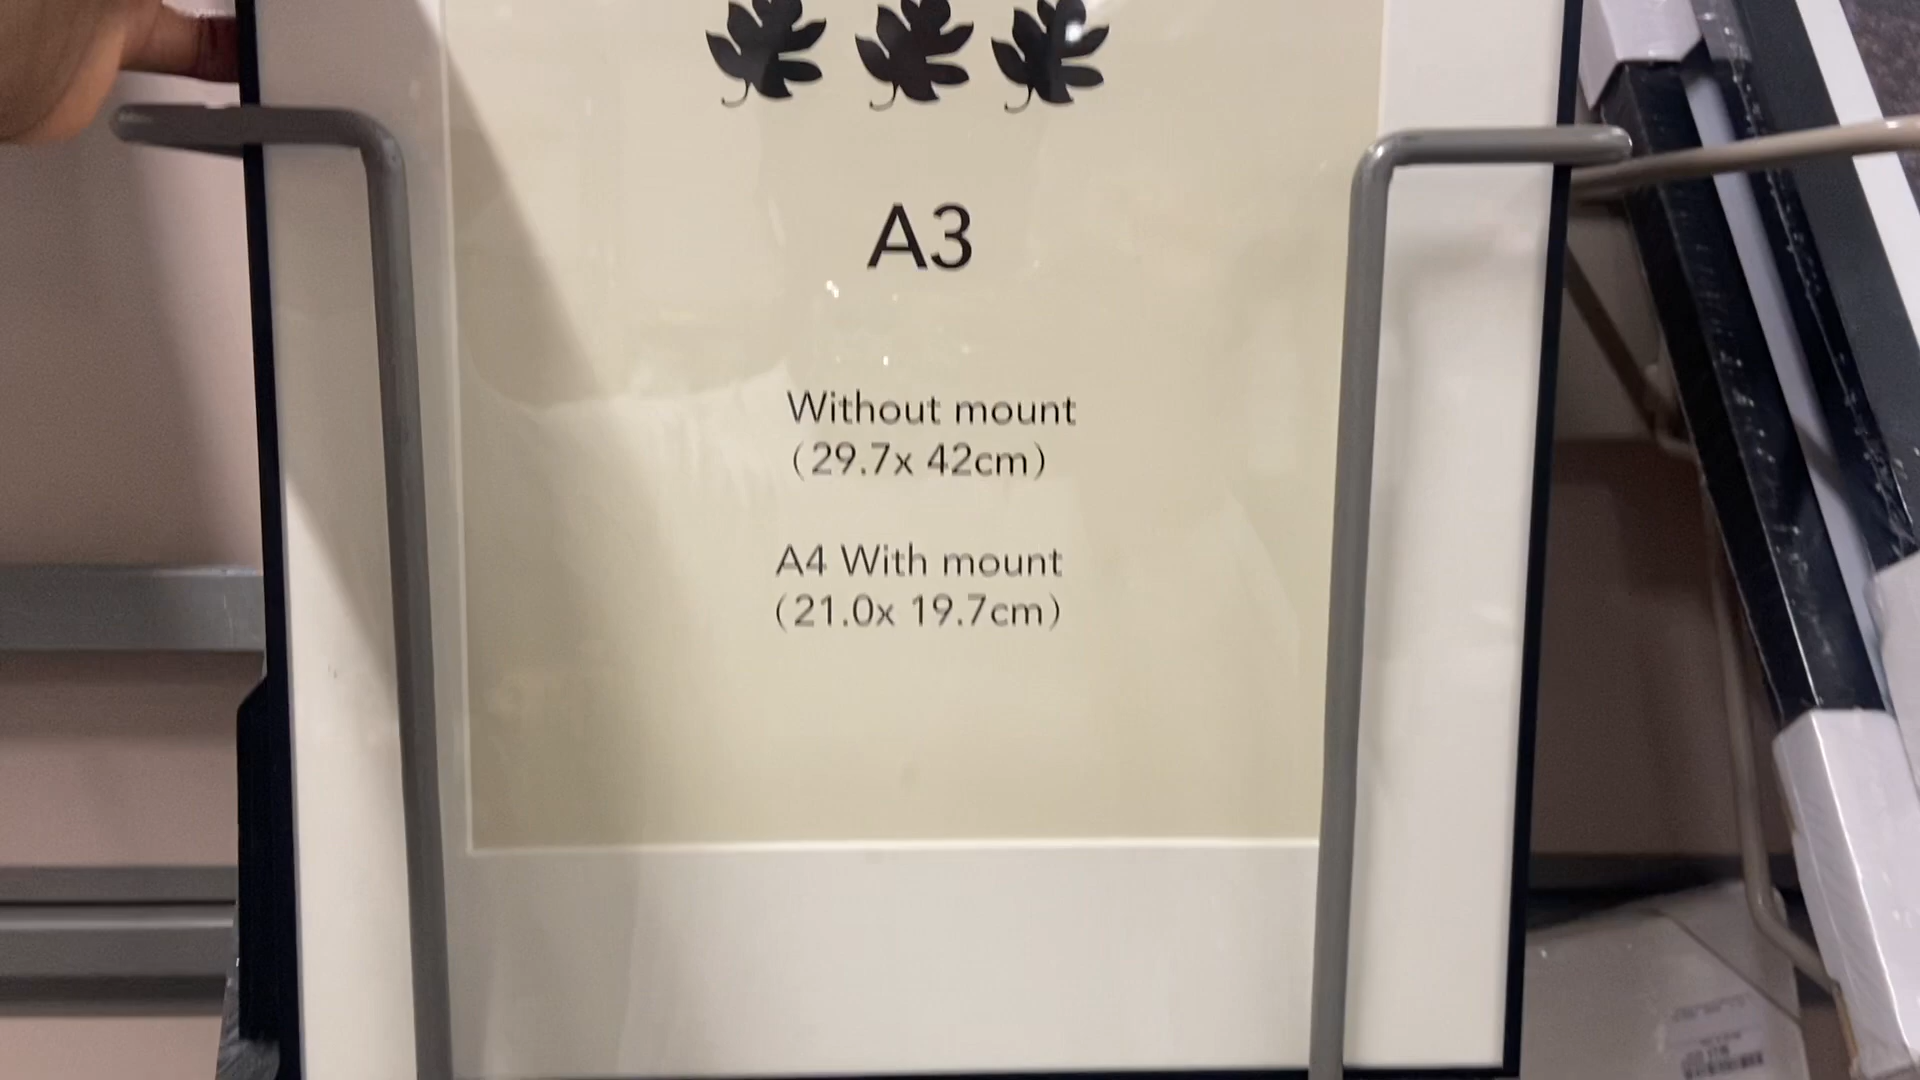 A3
Without mount
(29.7x 42cm)
A4 With mount
(21.0x 19.7cm)